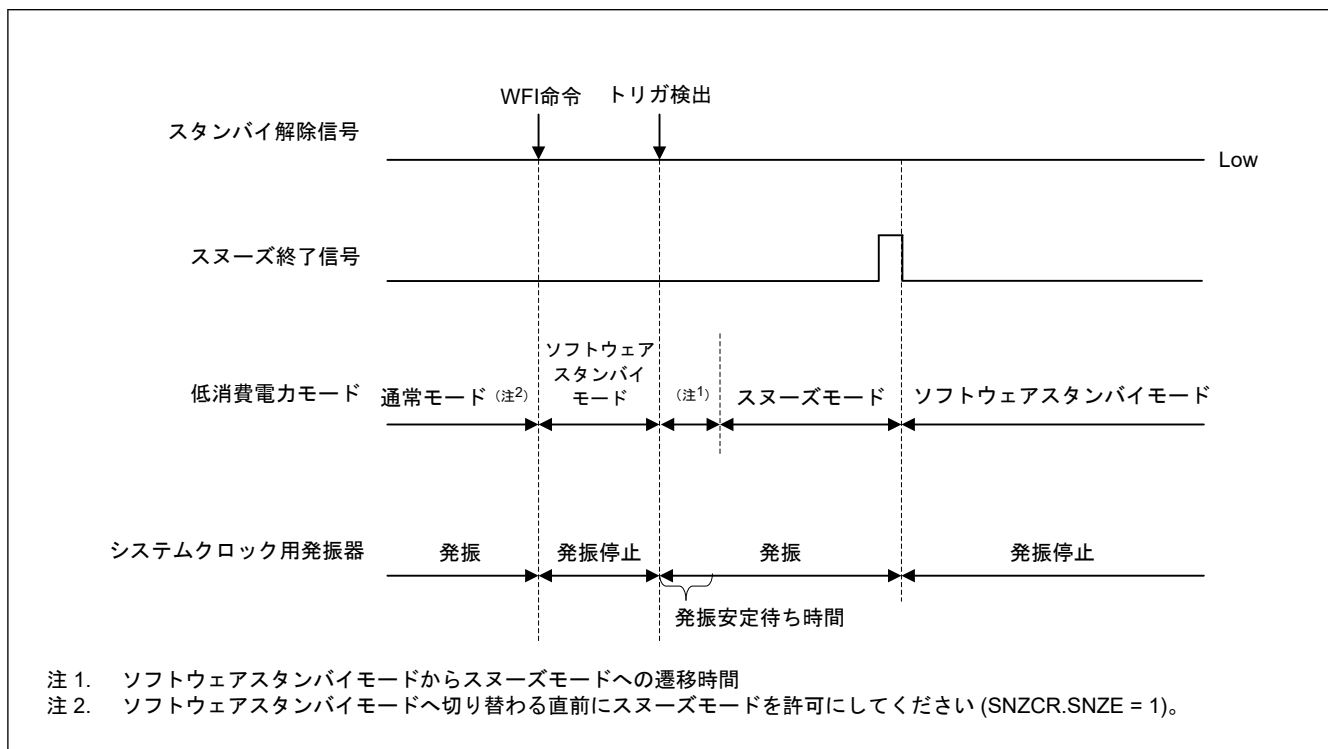 WFI命令 トリガ検出
スタンバイ解除信号
Low
スヌーズ終了信号
ソフトウェア
スタンバイ
モード
低消費電力モード
通常モード (注2)
(注1)
スヌーズモード
ソフトウェアスタンバイモード
システムクロック用発振器
発振
発振停止
発振
発振停止
発振安定待ち時間
注 1. ソフトウェアスタンバイモードからスヌーズモードへの遷移時間
注 2. ソフトウェアスタンバイモードへ切り替わる直前にスヌーズモードを許可にしてください (SNZCR.SNZE = 1)。